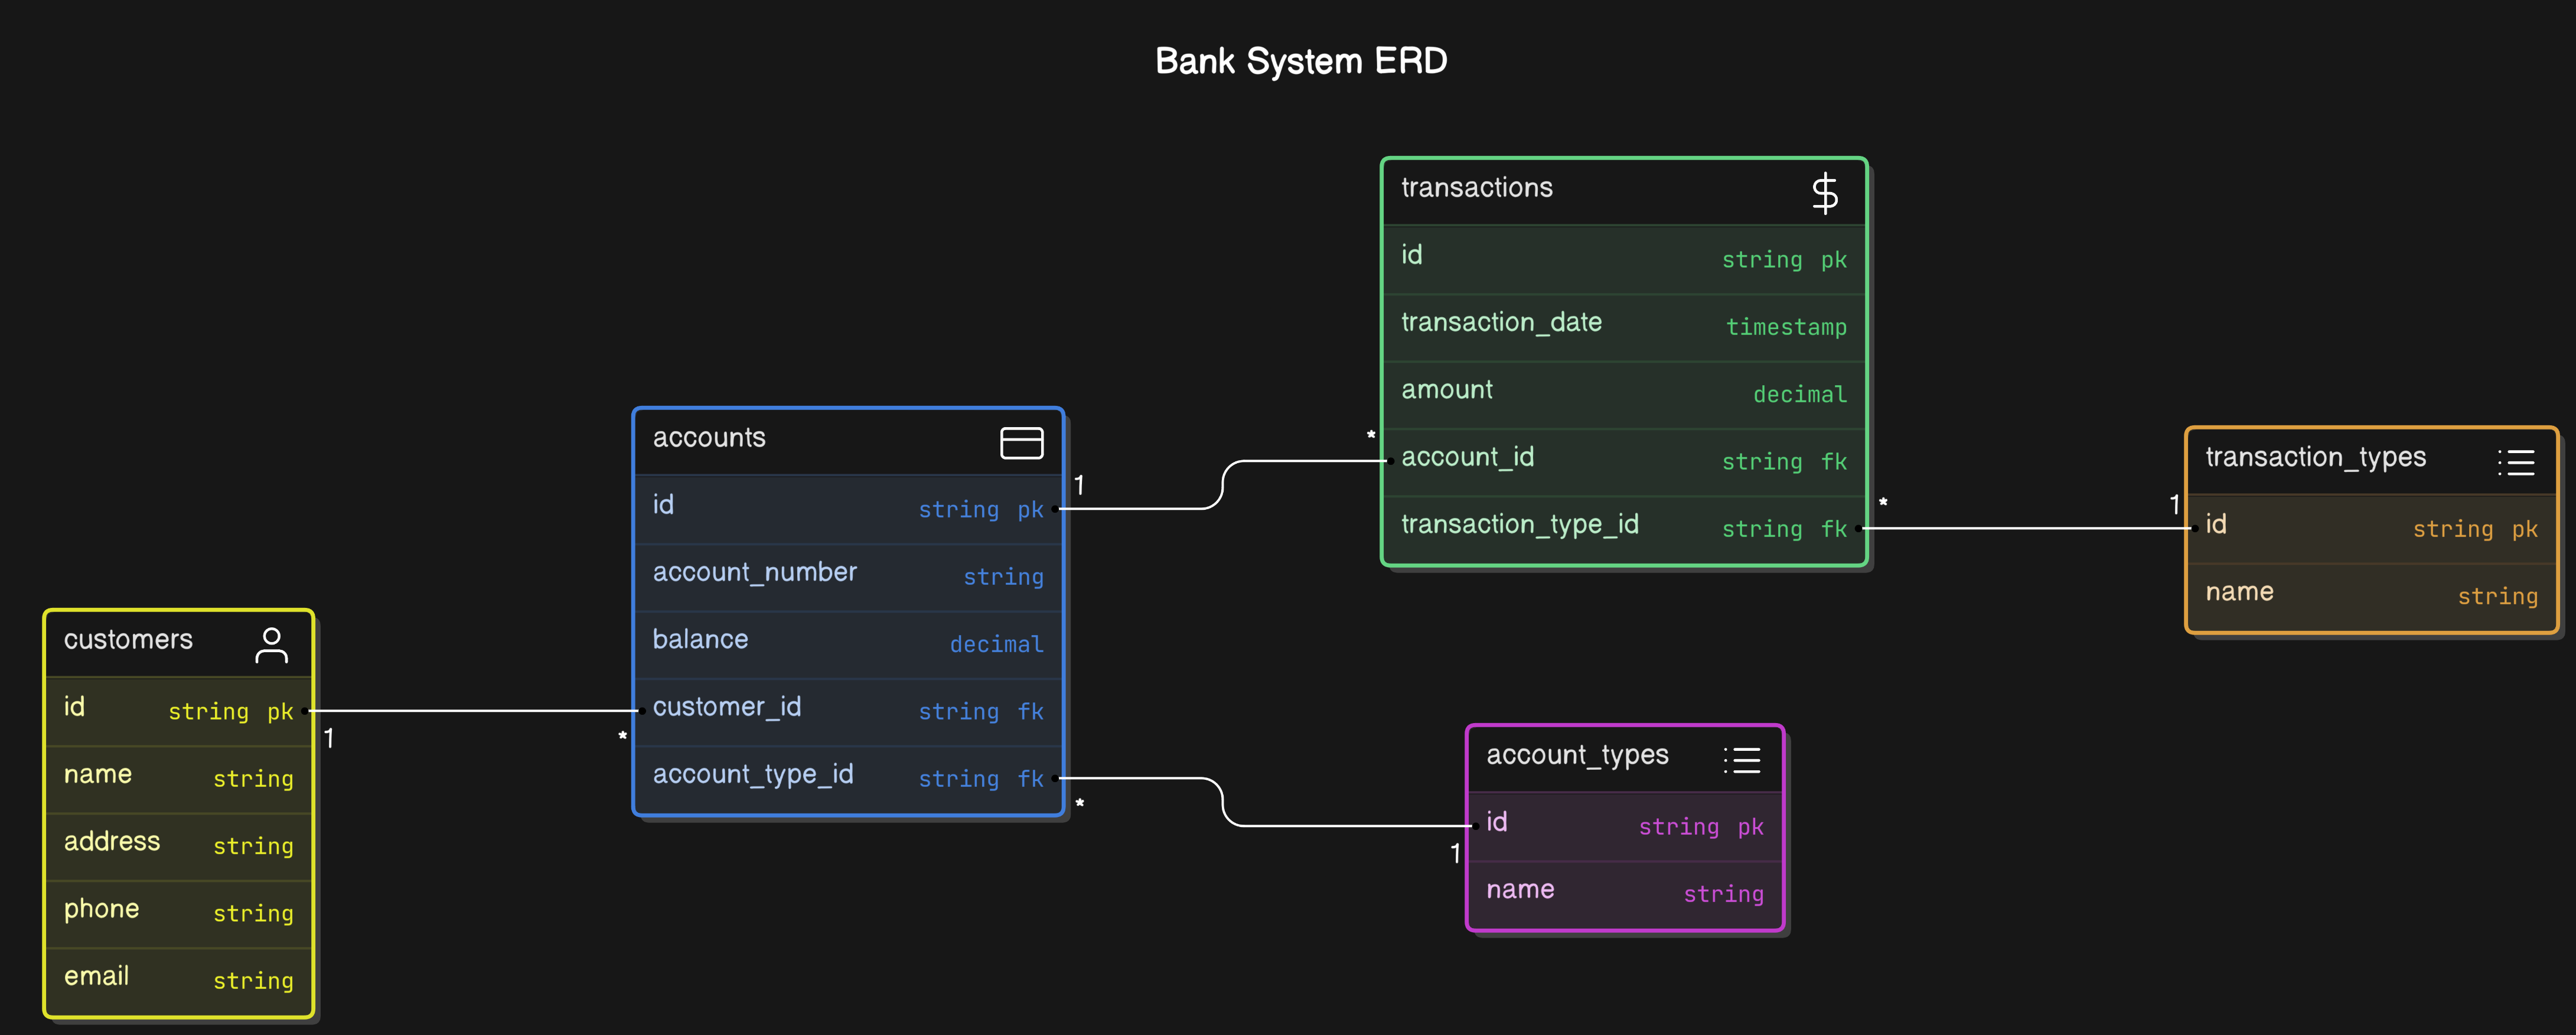 Bank System ERD
customers
id string pk
name string
address string
phone string
email string
1
*
accounts
id string pk
account_number string
balance decimal
customer_id string fk
account_type_id string fk
1
*
*
1
transactions
id string pk
transaction_date timestamp
amount decimal
account_id string fk
transaction_type_id string fk
*
1
account_types
id string pk
name string
transaction_types
id string pk
name string